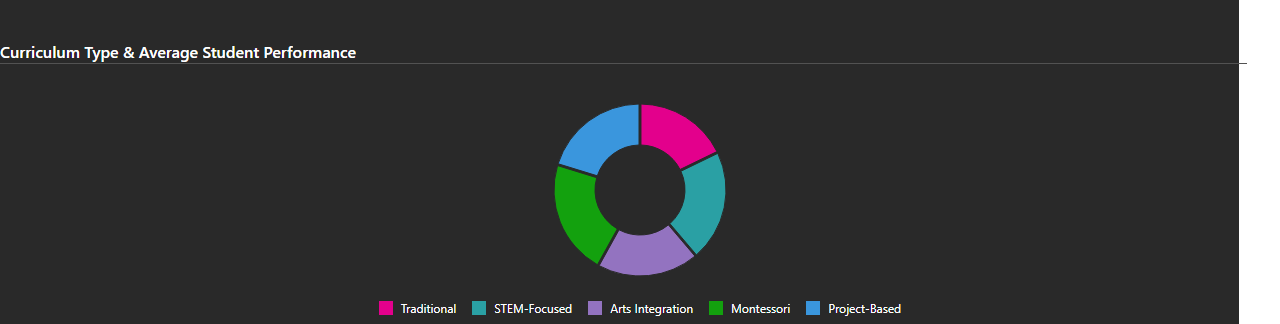 Curriculum Type & Average Student Performance
Traditional STEM-Focused Arts Integration Montessori Project-Based